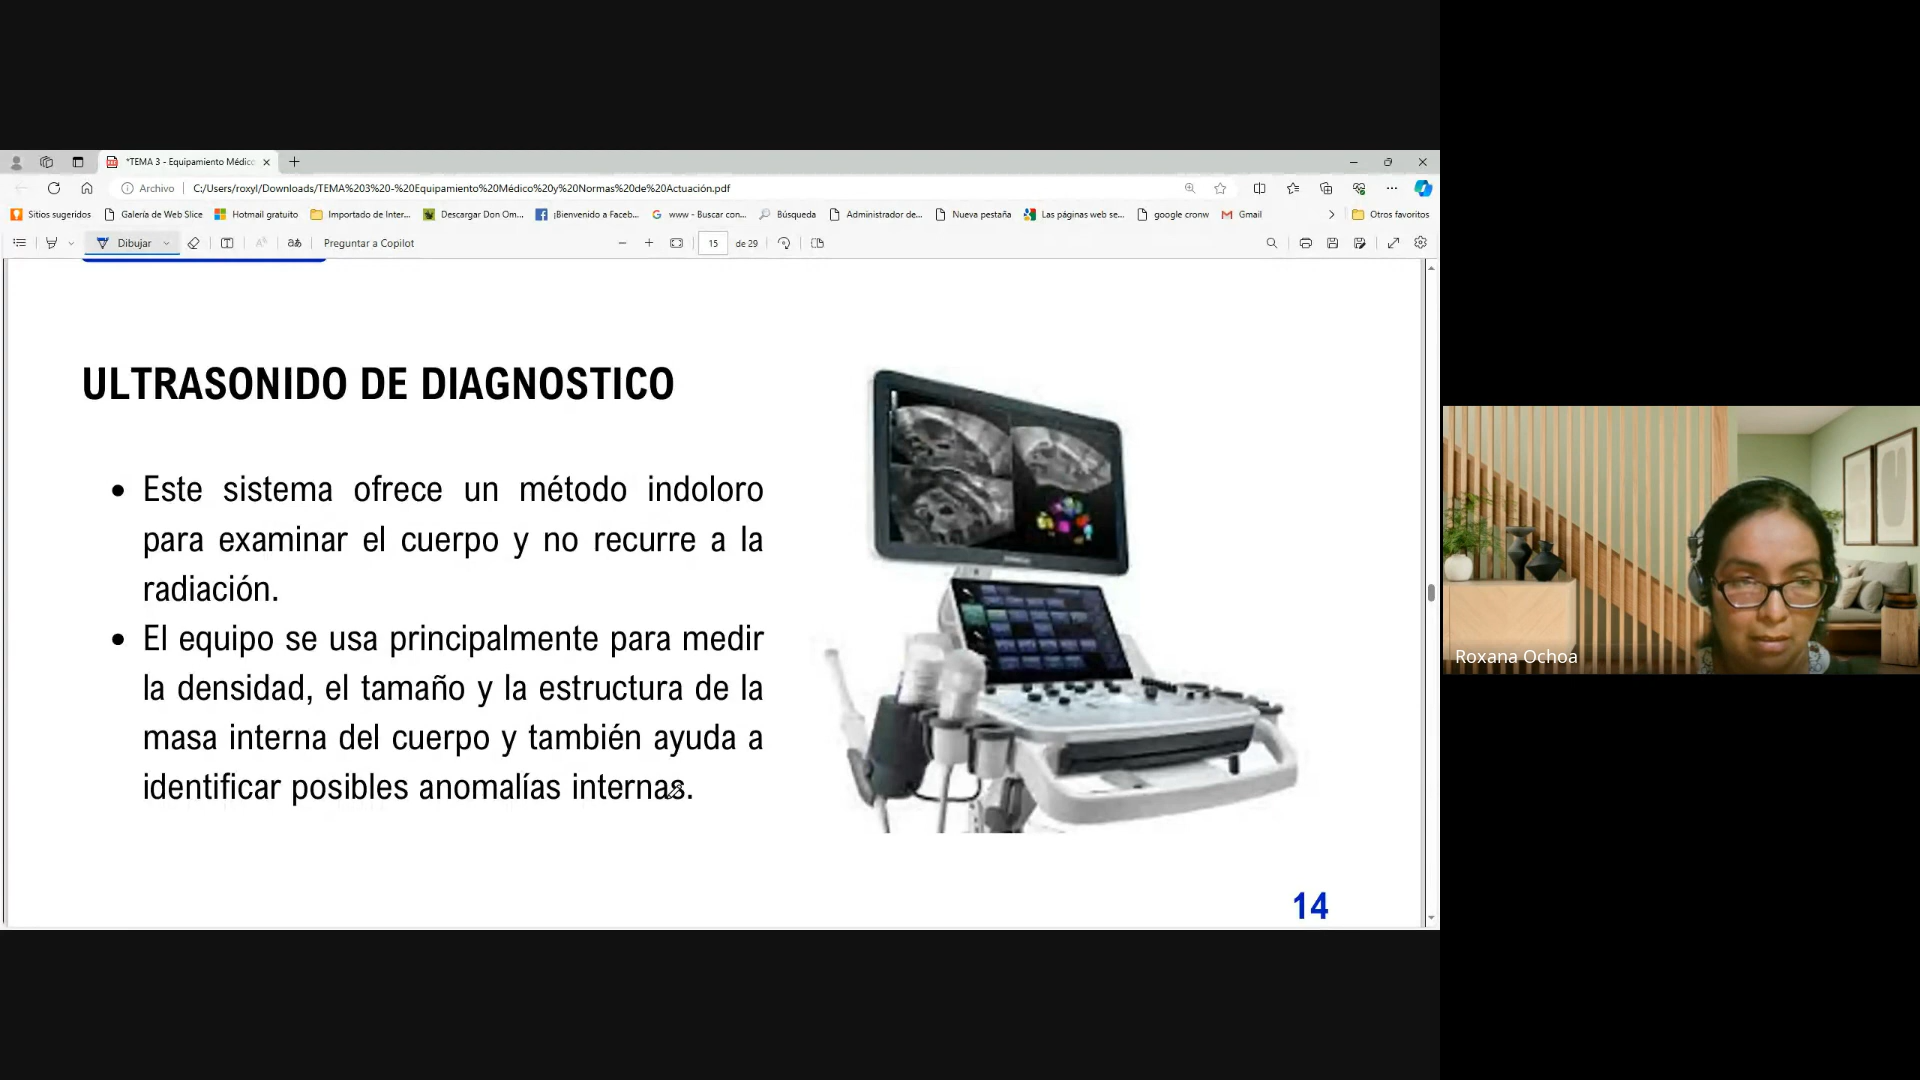 *TEMA 3 - Equipamiento Médico
Archivo
C:/Users/roxyl/Downloads/TEMA%203%20-%20Equipamiento%20Médico%20y%20Normas%20de%20Actuación.pdf
Sitios sugeridos
Galería de Web Slice
Hotmail gratuito
Importado de Inter...
Descargar Don Om...
¡Bienvenido a Faceb...
www - Buscar con...
Búsqueda
Administrador de...
Nueva pestaña
Las páginas web se...
google cronw
Gmail
Otros favoritos
Dibujar
Preguntar a Copilot
15
de 29
ULTRASONIDO DE DIAGNOSTICO
• Este sistema ofrece un método indoloro
para examinar el cuerpo y no recurre a la
radiación.
• El equipo se usa principalmente para medir
la densidad, el tamaño y la estructura de la
masa interna del cuerpo y también ayuda a
identificar posibles anomalías internas.
14
Roxana Ochoa